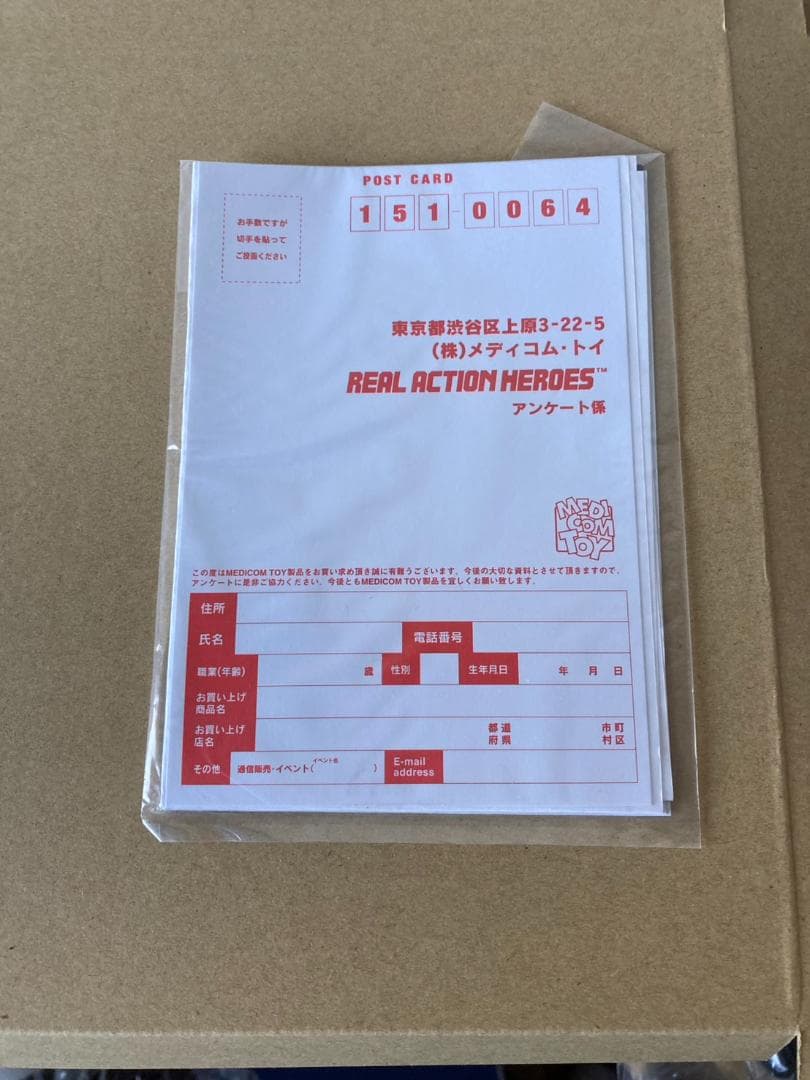 POST CARD
151-0064
お手数ですが
切手を貼って
ご投函ください
東京都渋谷区上原3-22-5
(株)メディコム・トイ
REAL ACTION HEROES™
アンケート係
MEDI
COM
TOY
この度はMEDICOM TOY製品をお買い求め頂き誠に有難うございます。今後の大切な資料とさせて頂きますので、
アンケートに是非ご協力ください。今後ともMEDICOM TOY製品を宜しくお願い致します。
住所
氏名 電話番号
職業(年齢) 歳 性別 生年月日 年 月 日
お買い上げ
商品名
お買い上げ
店名
都道
府県
市町
村区
その他 通信販売・イベント( イベント名 )
E-mail
address